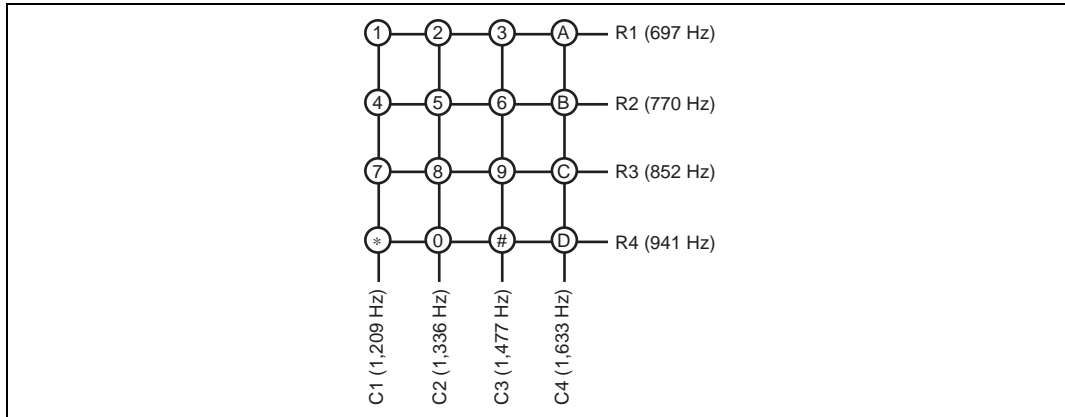 1 2 3 A R1 (697 Hz)
4 5 6 B R2 (770 Hz)
7 8 9 C R3 (852 Hz)
* 0 # D R4 (941 Hz)
C1 (1,209 Hz)
C2 (1,336 Hz)
C3 (1,477 Hz)
C4 (1,633 Hz)